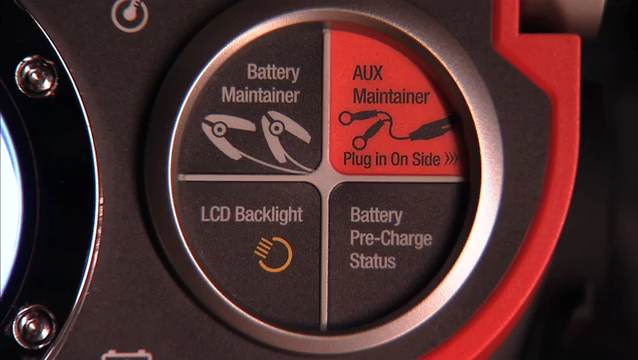 Battery
Maintainer
AUX
Maintainer
Plug in On Side »»
LCD Backlight
Battery
Pre-Charge
Status